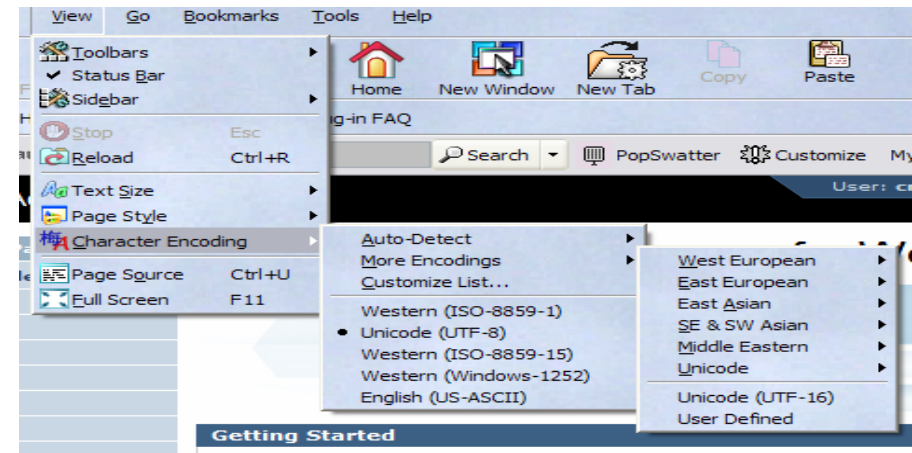 View Go Bookmarks Tools Help
Toolbars
Status Bar
Sidebar
Stop Esc
Reload Ctrl+R
Text Size
Page Style
Character Encoding
Page Source Ctrl+U
Full Screen F11
Home New Window New Tab Copy Paste
FAQ
Search PopSwatter Customize My
User:
Auto-Detect
More Encodings
Customize List...
Western (ISO-8859-1)
Unicode (UTF-8)
Western (ISO-8859-15)
Western (Windows-1252)
English (US-ASCII)
West European
East European
East Asian
SE & SW Asian
Middle Eastern
Unicode
Unicode (UTF-16)
User Defined
Getting Started